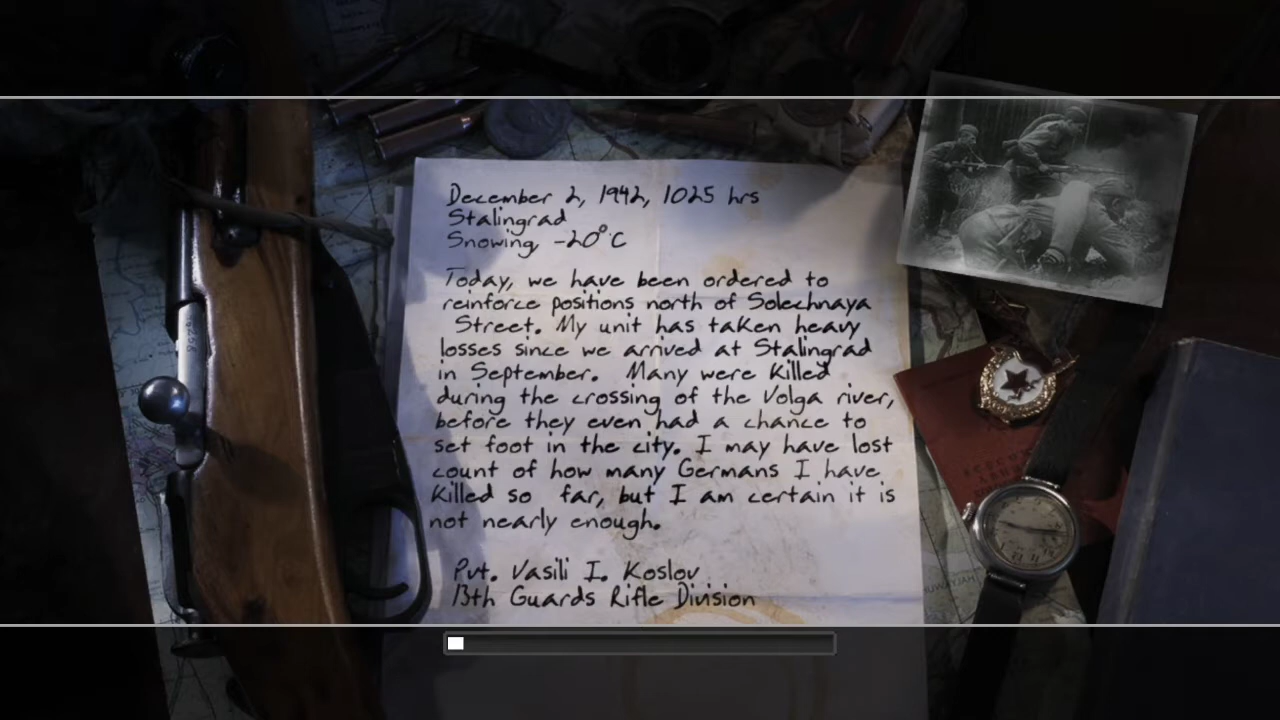 December 2, 1942, 1025 hrs
Stalingrad
Snowing, -20°C
Today, we have been ordered to
reinforce positions north of Solechnaya
Street. My unit has taken heavy
losses since we arrived at Stalingrad
in September. Many were killed
during the crossing of the Volga river,
before they even had a chance to
set foot in the city. I may have lost
count of how many Germans I have
killed so far, but I am certain it is
not nearly enough.
Pvt. Vasili I. Koslov
13th Guards Rifle Division